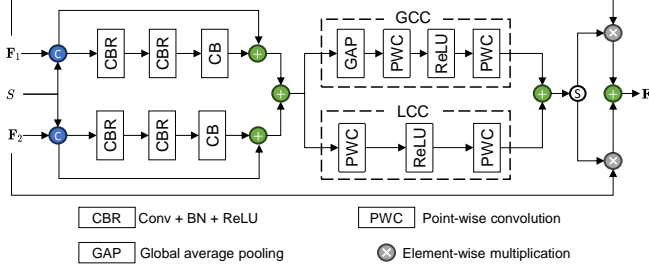 GCC
F1
C
CBR
CBR
CB
+
GAP
PWC
ReLU
PWC
×
S
+
+
S
+
F
LCC
F2
C
CBR
CBR
CB
+
PWC
ReLU
PWC
×
CBR Conv + BN + ReLU
PWC Point-wise convolution
GAP Global average pooling
× Element-wise multiplication